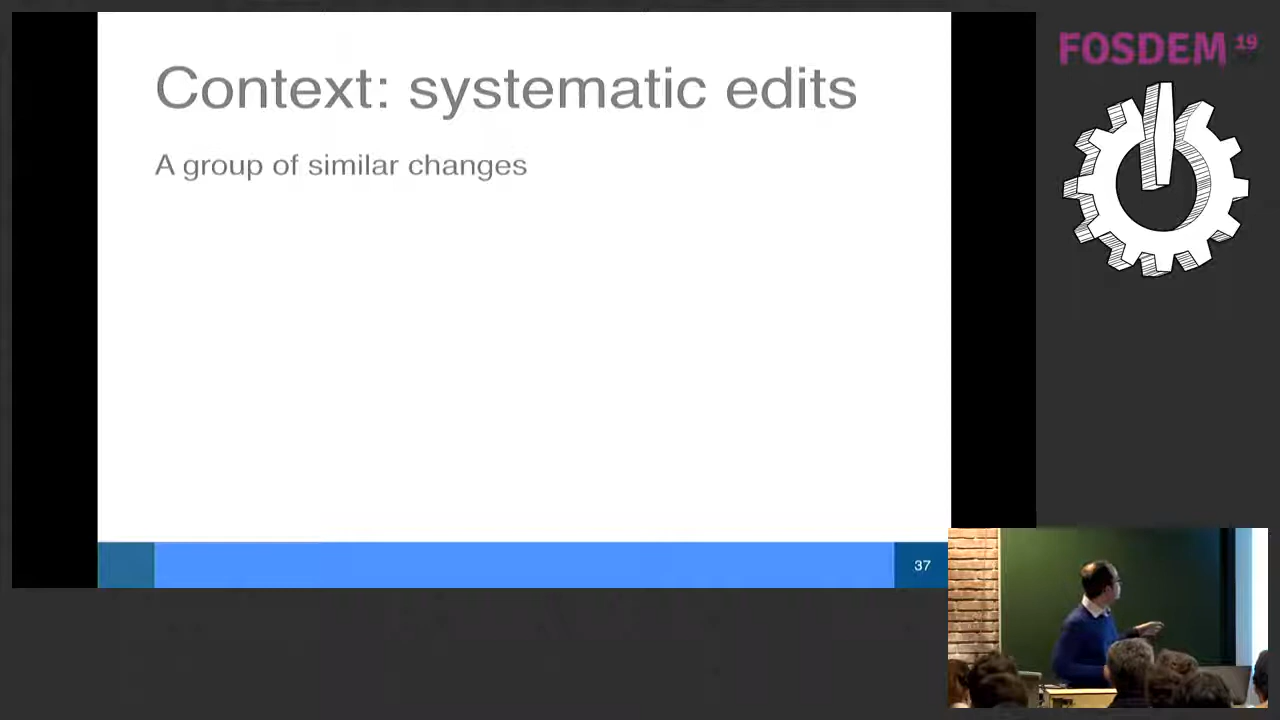 Context: systematic edits
A group of similar changes
37
FOSDEM 19